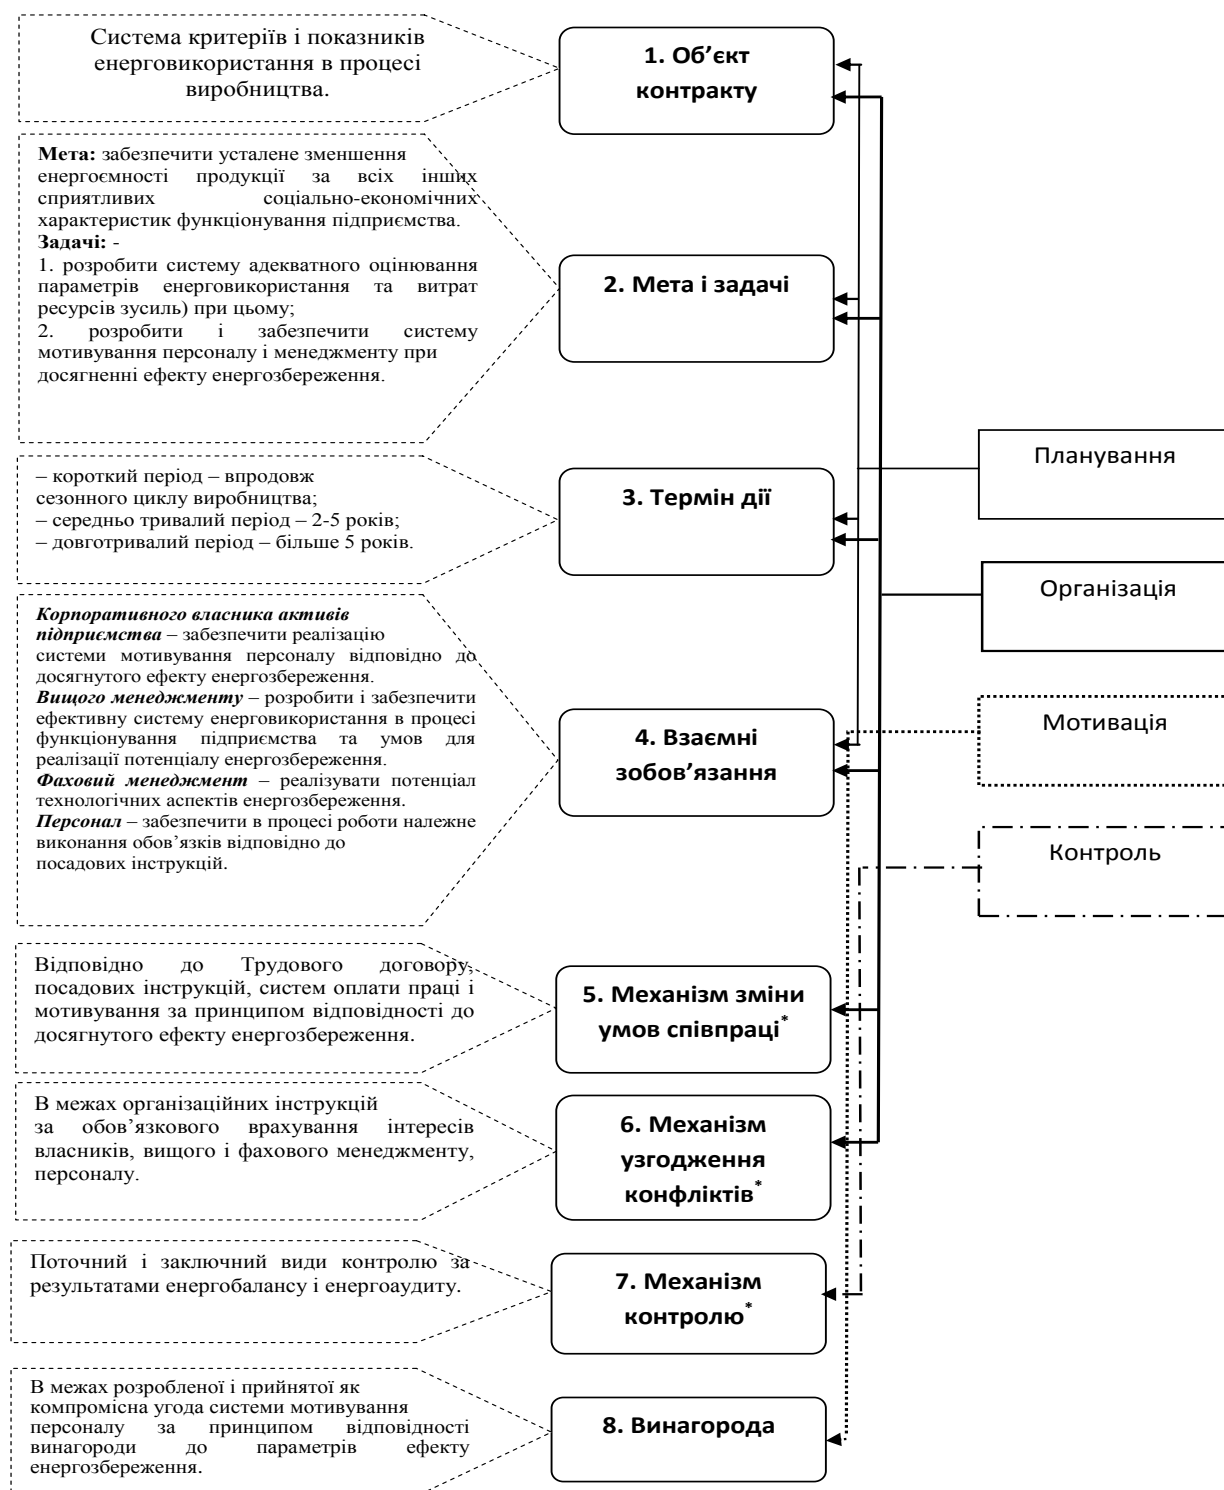 Система критеріїв і показників
енерговикористання в процесі
виробництва.
1. Об’єкт
контракту
Мета: забезпечити усталене зменшення
енергоємності продукції за всіх інших
сприятливих соціально-економічних
характеристик функціонування підприємства.
Задачі: -
1. розробити систему адекватного оцінювання
параметрів енерговикористання та витрат
ресурсів зусиль) при цьому;
2. розробити і забезпечити систему
мотивування персоналу і менеджменту при
досягненні ефекту енергозбереження.
2. Мета і задачі
– короткий період – впродовж
сезонного циклу виробництва;
– середньо тривалий період – 2-5 років;
– довготривалий період – більше 5 років.
3. Термін дії
Планування
Організація
Мотивація
Контроль
Корпоративного власника активів
підприємства – забезпечити реалізацію
системи мотивування персоналу відповідно до
досягнутого ефекту енергозбереження.
Вищого менеджменту – розробити і забезпечити
ефективну систему енерговикористання в процесі
функціонування підприємства та умов для
реалізації потенціалу енергозбереження.
Фаховий менеджмент – реалізувати потенціал
технологічних аспектів енергозбереження.
Персонал – забезпечити в процесі роботи належне
виконання обов’язків відповідно до
посадових інструкцій.
4. Взаємні
зобов’язання
Відповідно до Трудового договору,
посадових інструкцій, систем оплати праці і
мотивування за принципом відповідності до
досягнутого ефекту енергозбереження.
5. Механізм зміни
умов співпраці*
В межах організаційних інструкцій
за обов’язкового врахування інтересів
власників, вищого і фахового менеджменту,
персоналу.
6. Механізм
узгодження
конфліктів*
Поточний і заключний види контролю за
результатами енергобалансу і енергоаудиту.
7. Механізм
контролю*
В межах розробленої і прийнятої як
компромісна угода системи мотивування
персоналу за принципом відповідності
винагороди до параметрів ефекту
енергозбереження.
8. Винагорода